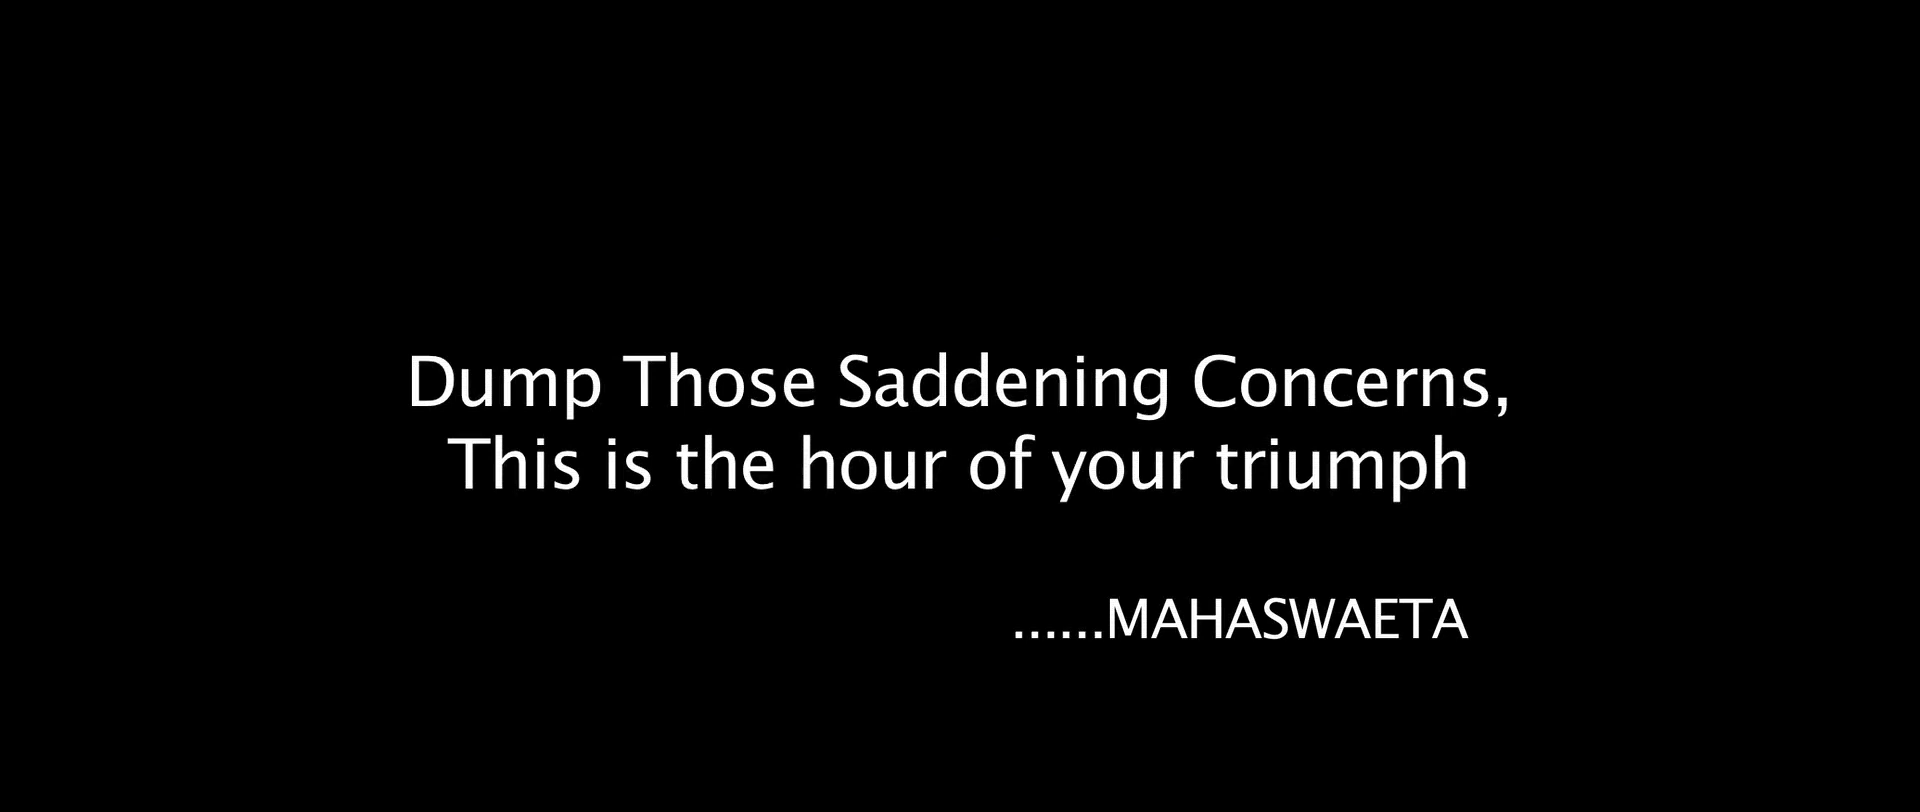 Dump Those Saddening Concerns,
This is the hour of your triumph
......MAHASWAETA